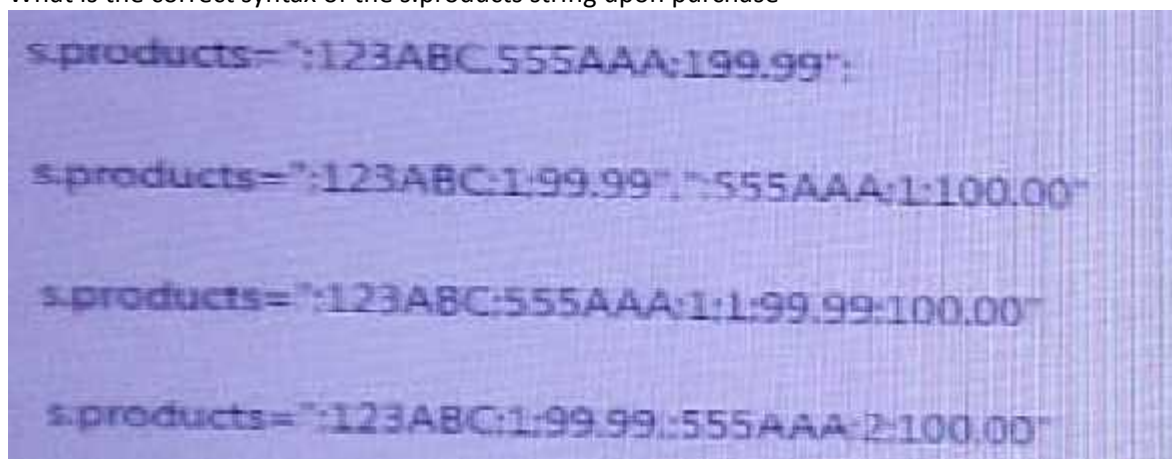 What is the correct syntax of the s.products string upon purchase
s.products=";123ABC,555AAA;199.99";
s.products=";123ABC;1;99.99",";555AAA;1;100.00"
s.products=";123ABC;555AAA;1;1;99.99;100.00"
s.products=";123ABC;1;99.99,;555AAA;2;100.00"